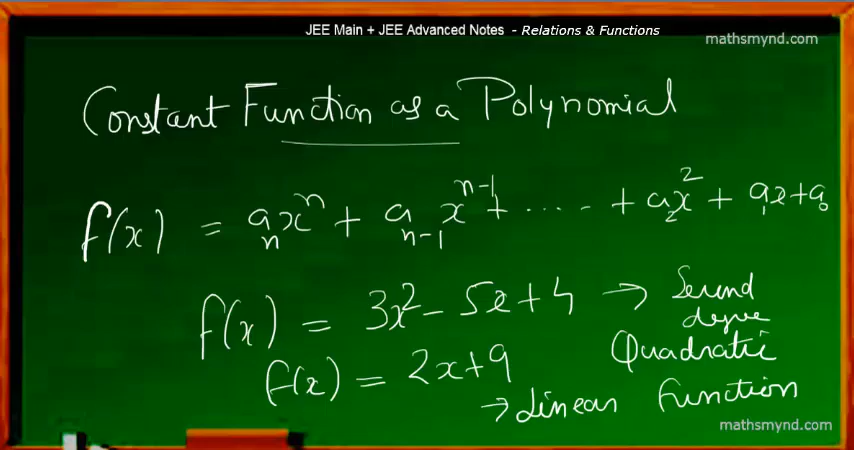 JEE Main + JEE Advanced Notes - Relations & Functions
mathsmynd.com
Constant Function as a Polynomial
f(x) = aₙxⁿ + aₙ₋₁xⁿ⁻¹ + ..... + a₂x² + a₁x + a₀
f(x) = 3x² - 5x + 4 → Second
degree
Quadratic
f(x) = 2x+9
→ Linear Function
mathsmynd.com